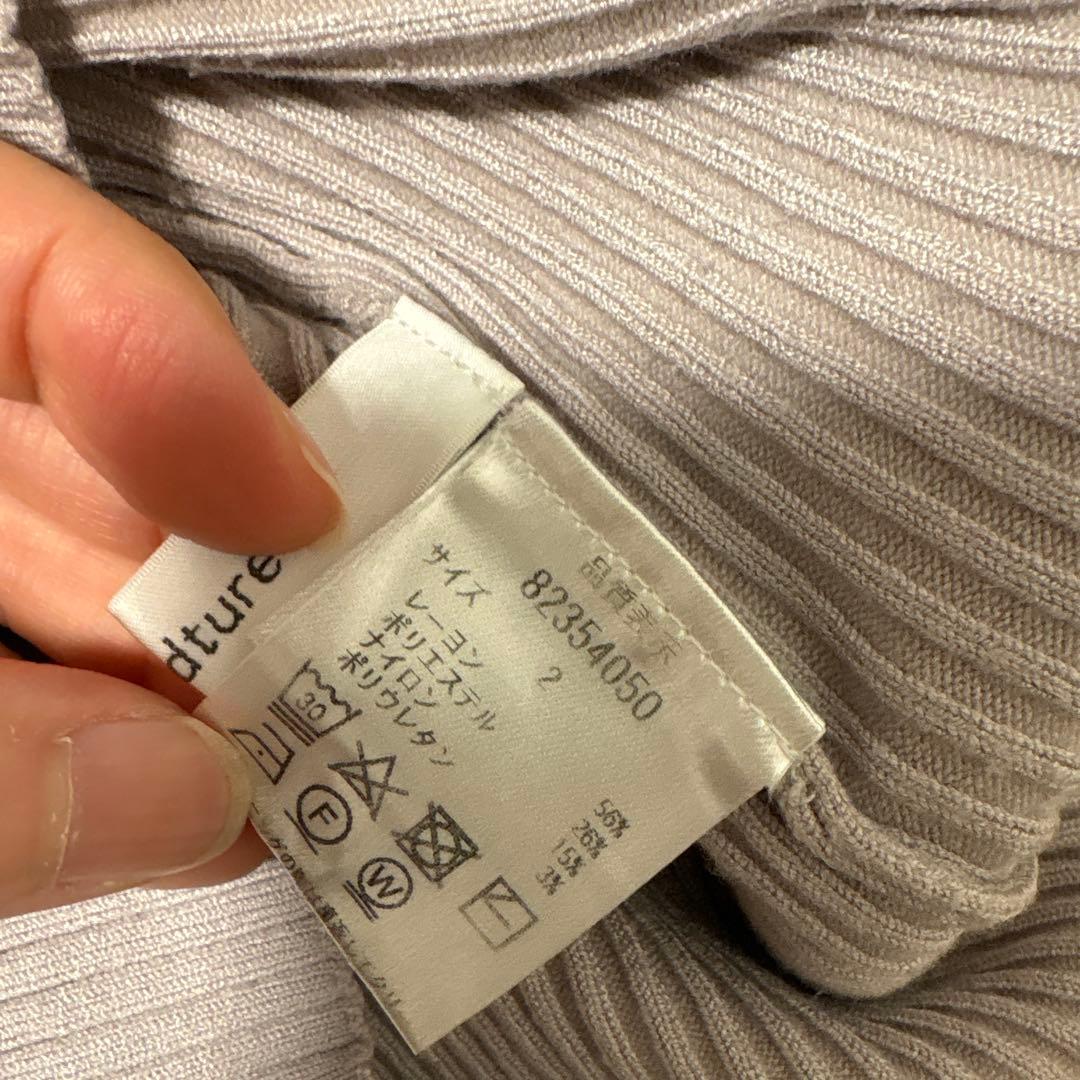 dture
品質表示
82354050
サイズ 2
レーヨン 56%
ポリエステル 26%
ナイロン 15%
ポリウレタン 3%
30
F
W